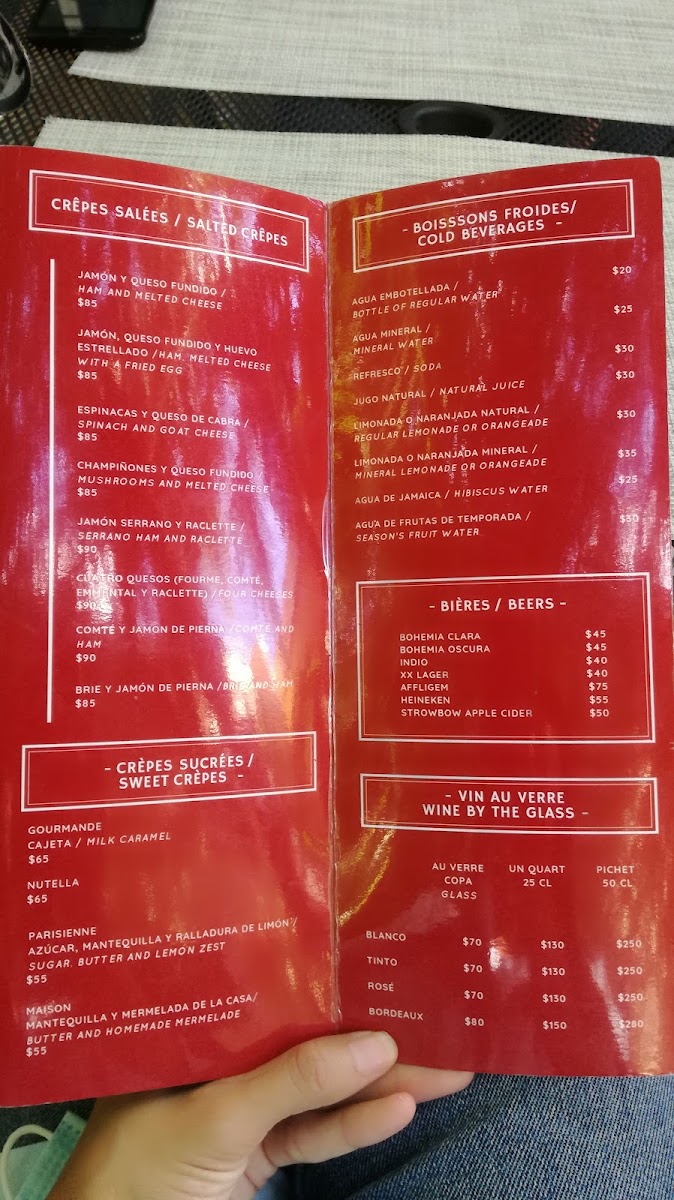 CRÊPES SALÉES / SALTED CRÊPES
JAMÓN Y QUESO FUNDIDO /
HAM AND MELTED CHEESE
$85
JAMÓN, QUESO FUNDIDO Y HUEVO
ESTRELLADO / HAM. MELTED CHEESE
WITH A FRIED EGG
$85
ESPINACAS Y QUESO DE CABRA /
SPINACH AND GOAT CHEESE
$85
CHAMPIÑONES Y QUESO FUNDIDO /
MUSHROOMS AND MELTED CHEESE
$85
JAMÓN SERRANO Y RACLETTE /
SERRANO HAM AND RACLETTE
$90
CUATRO QUESOS (FOURME, COMTÉ,
EMMENTAL Y RACLETTE) / FOUR CHEESES
$90
COMTÉ Y JAMON DE PIERNA / COMTE AND
HAM
$90
BRIE Y JAMÓN DE PIERNA / BRIE AND HAM
$85
- CRÈPES SUCRÉES /
SWEET CRÈPES -
GOURMANDE
CAJETA / MILK CARAMEL
$65
NUTELLA
$65
PARISIENNE
AZÚCAR, MANTEQUILLA Y RALLADURA DE LIMÓN /
SUGAR. BUTTER AND LEMON ZEST
$55
MAISON
MANTEQUILLA Y MERMELADA DE LA CASA/
BUTTER AND HOMEMADE MERMELADE
$55
- BOISSSONS FROIDES/
COLD BEVERAGES -
AGUA EMBOTELLADA / $20
BOTTLE OF REGULAR WATER
AGUA MINERAL / $25
MINERAL WATER
REFRESCO / SODA $30
JUGO NATURAL / NATURAL JUICE $30
LIMONADA O NARANJADA NATURAL / $30
REGULAR LEMONADE OR ORANGEADE
LIMONADA O NARANJADA MINERAL / $35
MINERAL LEMONADE OR ORANGEADE
AGUA DE JAMAICA / HIBISCUS WATER $25
AGUA DE FRUTAS DE TEMPORADA / $30
SEASON'S FRUIT WATER
- BIÈRES / BEERS -
BOHEMIA CLARA $45
BOHEMIA OSCURA $45
INDIO $40
XX LAGER $40
AFFLIGEM $75
HEINEKEN $55
STROWBOW APPLE CIDER $50
- VIN AU VERRE
WINE BY THE GLASS -
AU VERRE UN QUART PICHET
COPA 25 CL 50 CL
GLASS
BLANCO $70 $130 $250
TINTO $70 $130 $250
ROSÉ $70 $130 $250
BORDEAUX $80 $150 $280